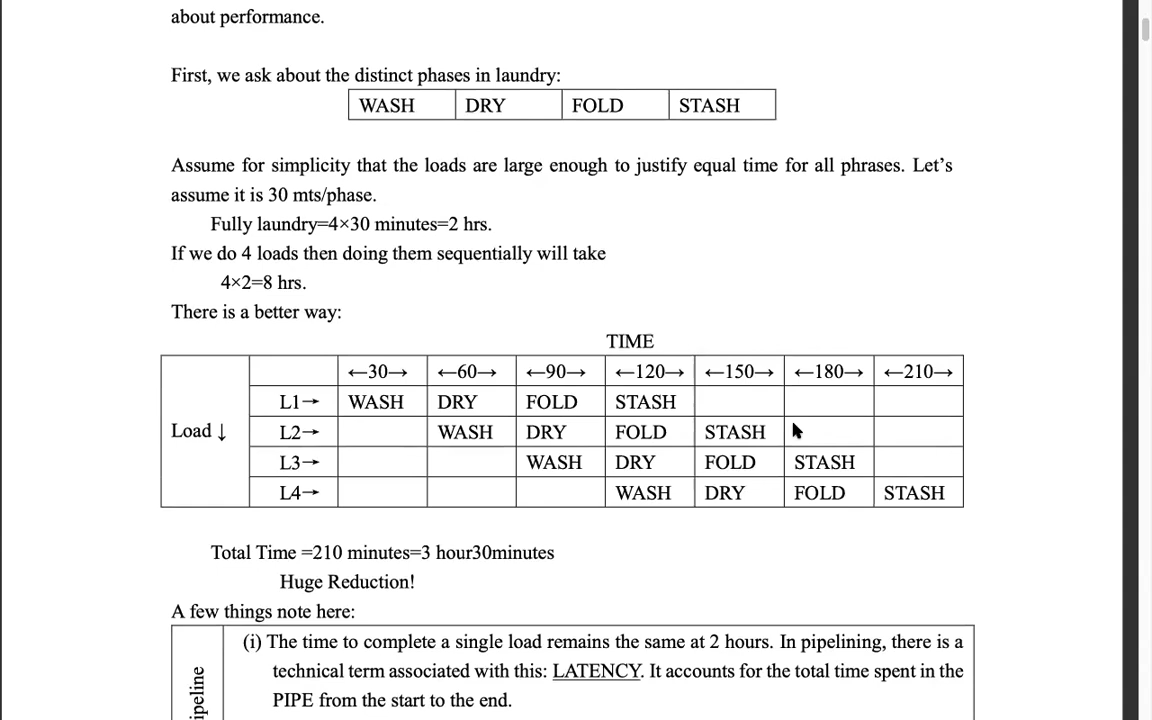 about performance.
First, we ask about the distinct phases in laundry:
WASH DRY FOLD STASH
Assume for simplicity that the loads are large enough to justify equal time for all phrases. Let’s
assume it is 30 mts/phase.
Fully laundry=4×30 minutes=2 hrs.
If we do 4 loads then doing them sequentially will take
4×2=8 hrs.
There is a better way:
TIME
←30→ ←60→ ←90→ ←120→ ←150→ ←180→ ←210→
L1→ WASH DRY FOLD STASH
Load ↓ L2→ WASH DRY FOLD STASH
L3→ WASH DRY FOLD STASH
L4→ WASH DRY FOLD STASH
Total Time =210 minutes=3 hour30minutes
Huge Reduction!
A few things note here:
(i) The time to complete a single load remains the same at 2 hours. In pipelining, there is a
technical term associated with this: LATENCY. It accounts for the total time spent in the
PIPE from the start to the end.